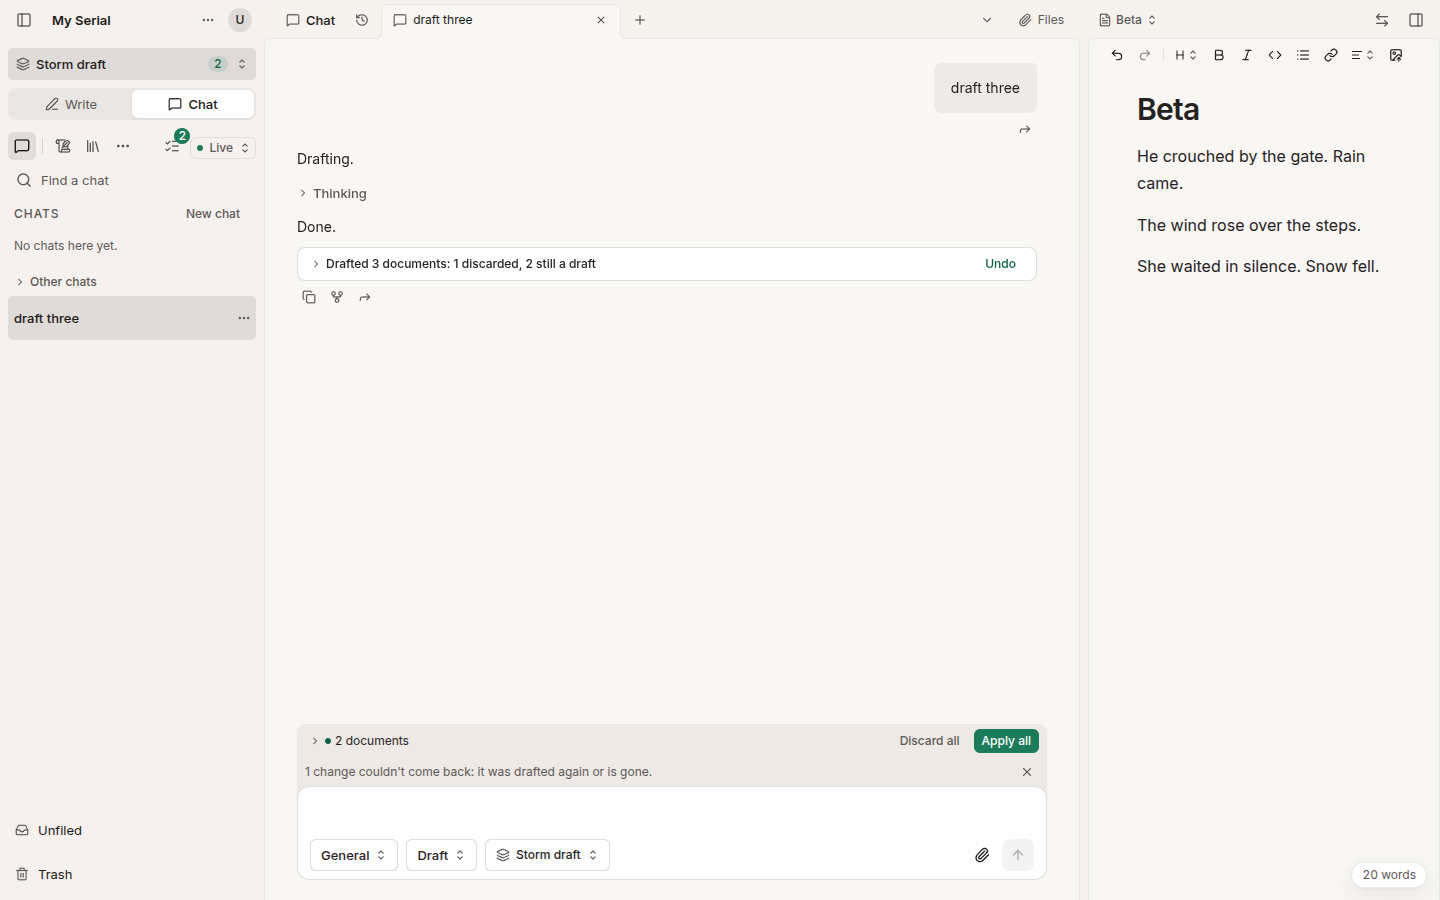 My Serial
U
Storm draft
2
Write
Chat
2
Live
Find a chat
CHATS
New chat
No chats here yet.
Other chats
draft three
Unfiled
Trash
Chat
draft three
Files
draft three
Drafting.
Thinking
Done.
Drafted 3 documents: 1 discarded, 2 still a draft
Undo
2 documents
Discard all
Apply all
1 change couldn't come back: it was drafted again or is gone.
General
Draft
Storm draft
Beta
H
B
I
Beta
He crouched by the gate. Rain
came.
The wind rose over the steps.
She waited in silence. Snow fell.
20 words